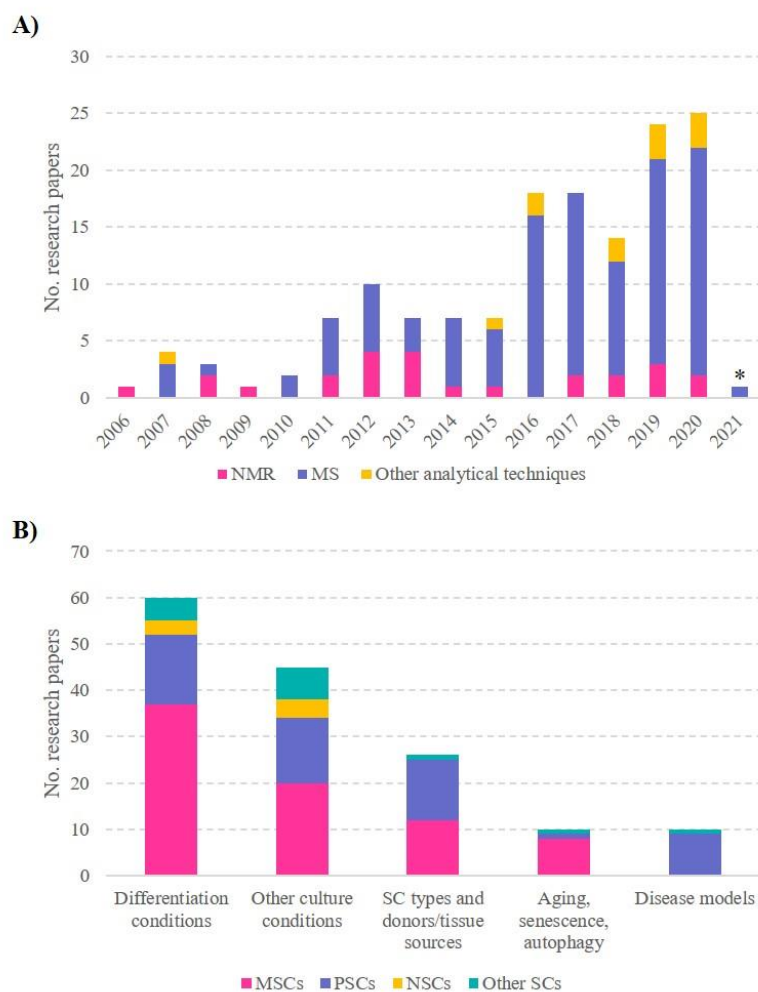 A)
No. research papers
30
25
20
15
10
5
0
*
2006 2007 2008 2009 2010 2011 2012 2013 2014 2015 2016 2017 2018 2019 2020 2021
NMR MS Other analytical techniques
B)
No. research papers
70
60
50
40
30
20
10
0
Differentiation conditions
Other culture conditions
SC types and donors/tissue sources
Aging, senescence, autophagy
Disease models
MSCs PSCs NSCs Other SCs